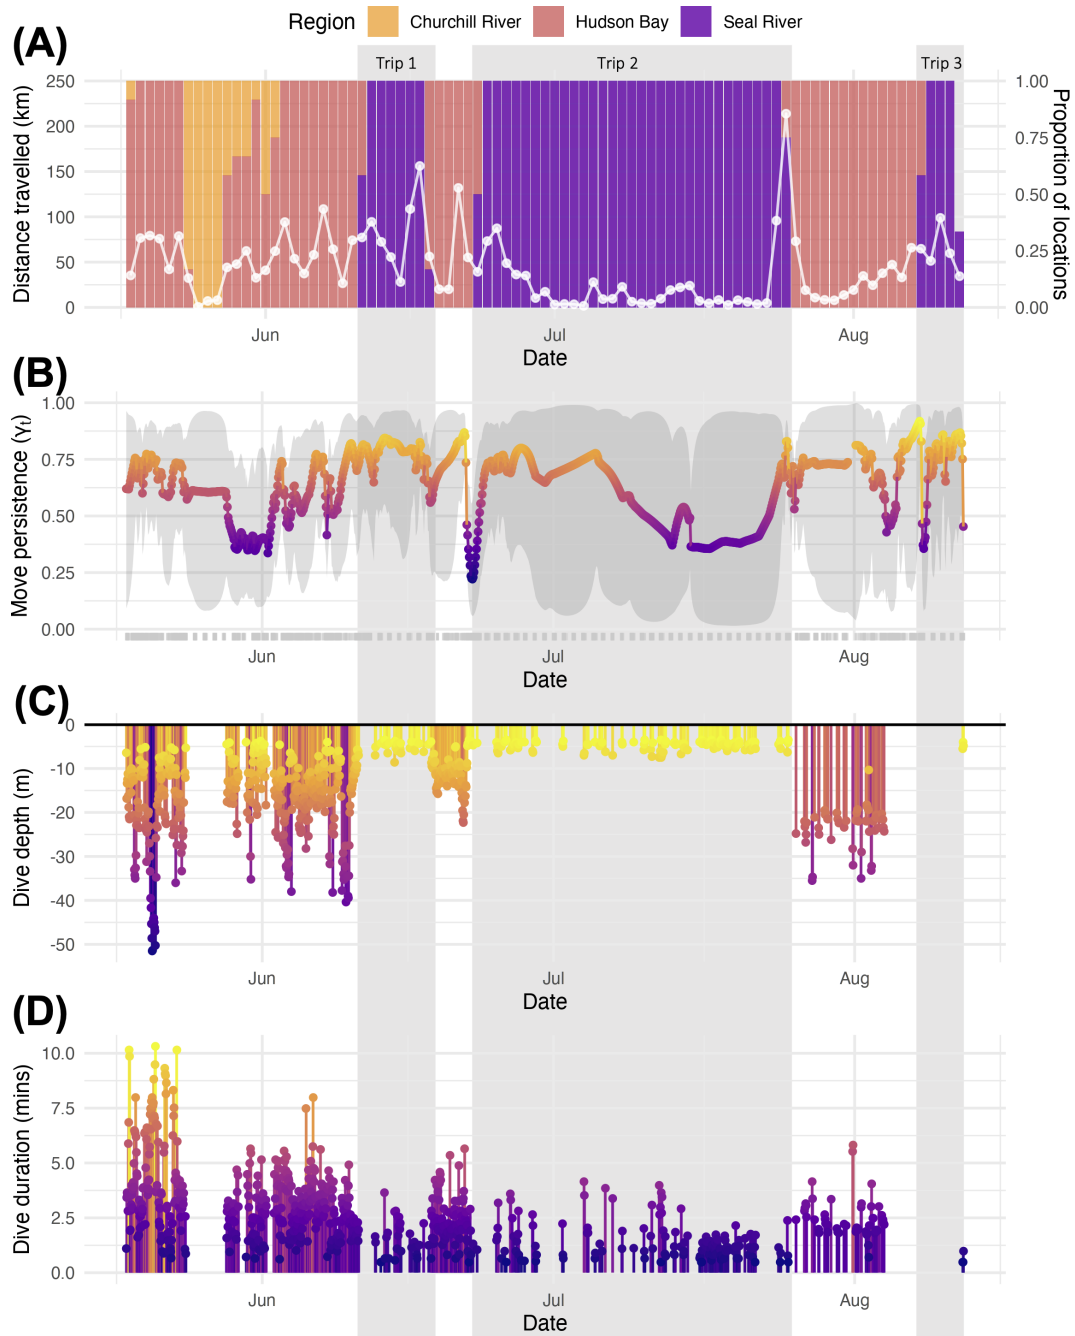 Region Churchill River Hudson Bay Seal River
(A)
Trip 1 Trip 2 Trip 3
Distance travelled (km)
250
200
150
100
50
0
1.00
0.75
0.50
0.25
0.00
Proportion of locations
Jun Jul Aug
Date
(B)
Move persistence (γt)
1.00
0.75
0.50
0.25
0.00
Jun Jul Aug
Date
(C)
Dive depth (m)
0
-10
-20
-30
-40
-50
Jun Jul Aug
Date
(D)
Dive duration (mins)
10.0
7.5
5.0
2.5
0.0
Jun Jul Aug
Date